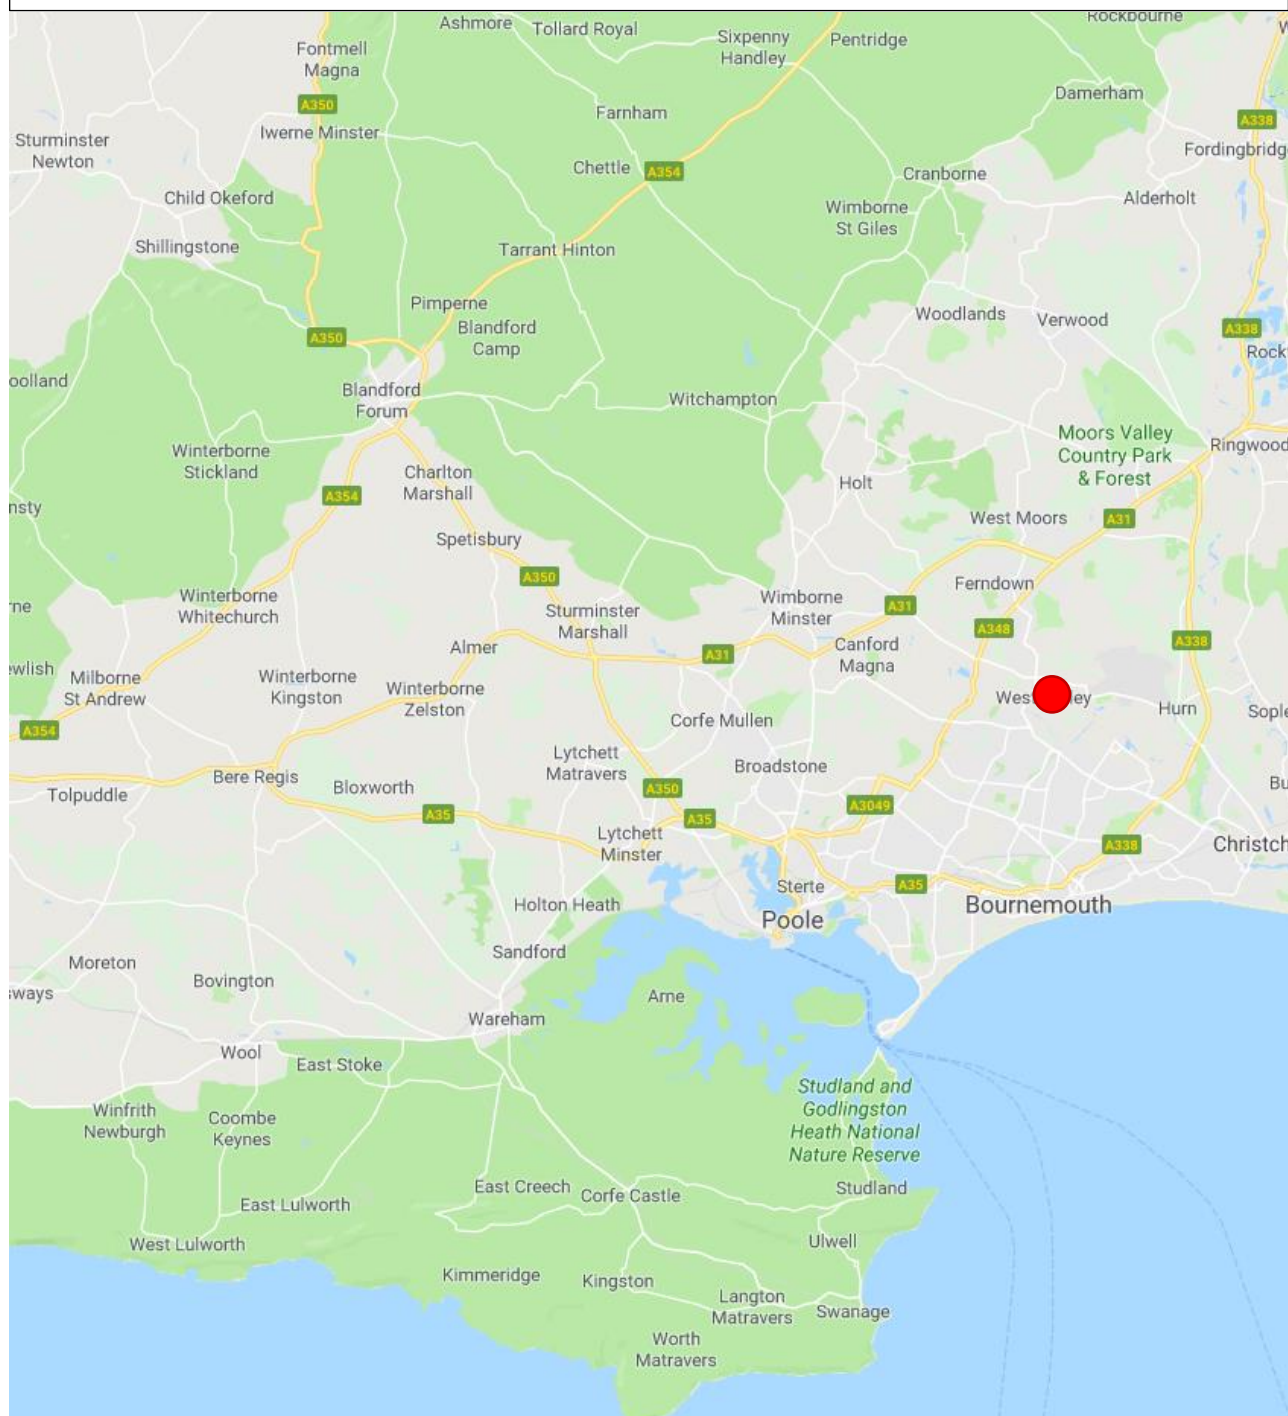 Ashmore
Tollard Royal
Sixpenny
Handley
Pentridge
Rockbourne
Fontmell
Magna
A350
Damerham
Farnham
A338
Iwerne Minster
Sturminster
Newton
Fordingbridg
Chettle
A354
Cranborne
Child Okeford
Alderholt
Wimborne
St Giles
Shillingstone
Tarrant Hinton
Pimperne
Woodlands
Verwood
Blandford
Camp
A350
A338
Rock
oolland
Blandford
Forum
Witchampton
Moors Valley
Country Park
& Forest
Ringwood
Winterborne
Stickland
Charlton
Marshall
Holt
A354
nsty
West Moors
A31
Spetisbury
A350
Ferndown
Winterborne
Whitechurch
rne
Sturminster
Marshall
Wimborne
Minster
A31
A348
A338
Almer
A31
Canford
Magna
ewlish
Milborne
St Andrew
Winterborne
Kingston
Winterborne
Zelston
Wes
ley
Hurn
Sople
A354
Corfe Mullen
Lytchett
Matravers
Broadstone
Bere Regis
Bloxworth
Tolpuddle
A350
Bu
A35
A35
A3049
Lytchett
Minster
A338
Christch
Sterte
A35
Holton Heath
Poole
Bournemouth
Sandford
Moreton
Bovington
sways
Arne
Wareham
Wool
East Stoke
Studland and
Godlingston
Heath National
Nature Reserve
Winfrith
Newburgh
Coombe
Keynes
East Creech
Corfe Castle
Studland
East Lulworth
West Lulworth
Ulwell
Kimmeridge
Kingston
Langton
Matravers
Swanage
Worth
Matravers